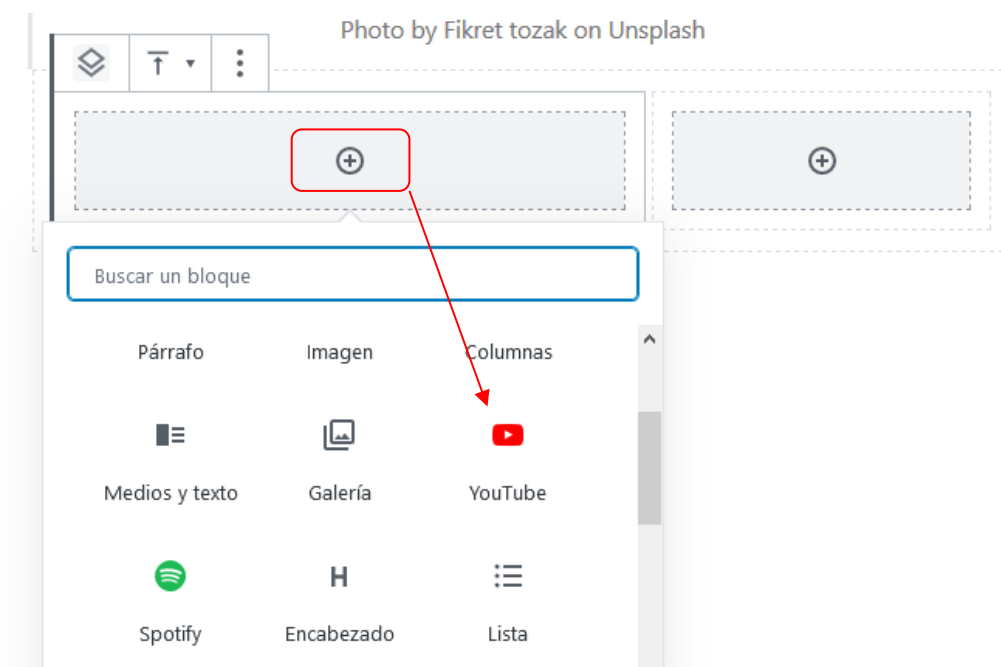 Photo by Fikret tozak on Unsplash
Buscar un bloque
Párrafo Imagen Columnas
Medios y texto Galería YouTube
Spotify Encabezado Lista